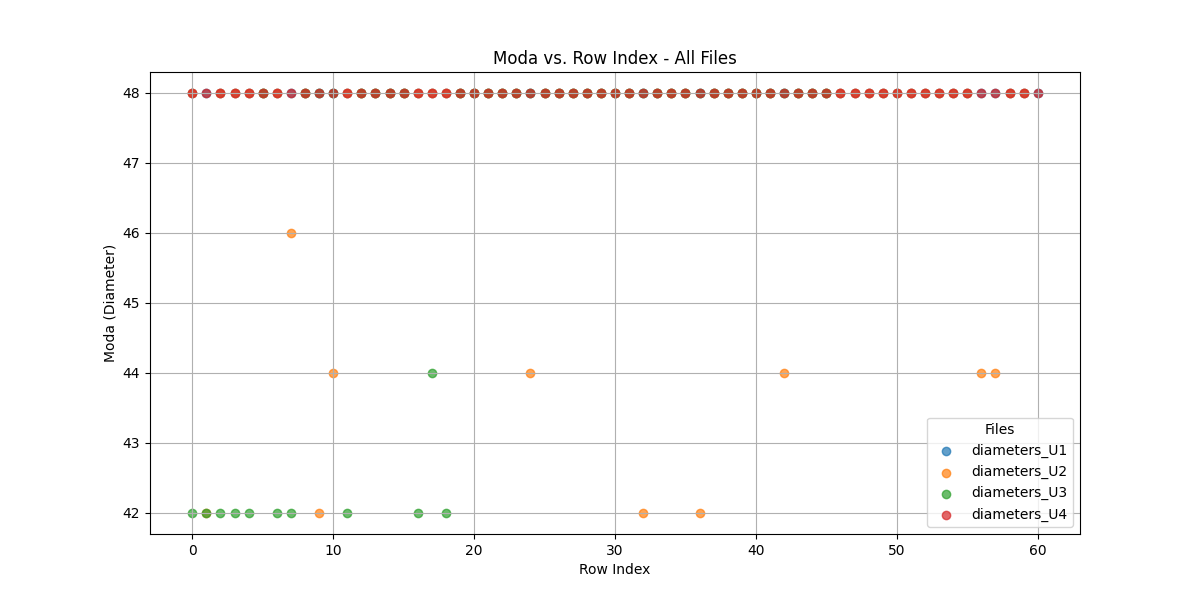 Moda vs. Row Index - All Files
Moda (Diameter)
48
47
46
45
44
43
42
0 10 20 30 40 50 60
Row Index
Files
diameters_U1
diameters_U2
diameters_U3
diameters_U4